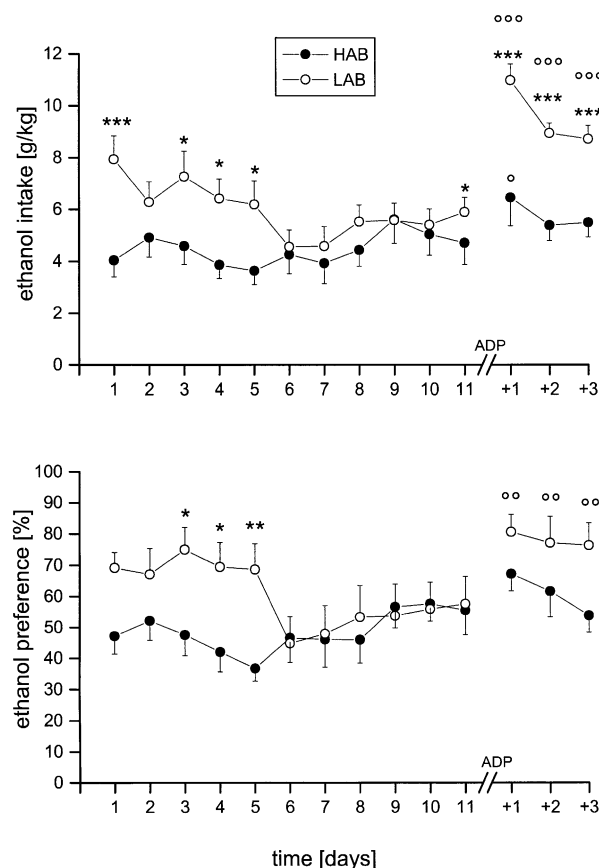 °°°
*** °°°
*** °°°
***
HAB
LAB
***
* * *
*
°
12
10
8
6
4
2
0
ethanol intake [g/kg]
ADP
1 2 3 4 5 6 7 8 9 10 11 +1 +2 +3
100
90
80
70
60
50
40
30
20
10
0
ethanol preference [%]
* * **
°° °° °°
ADP
1 2 3 4 5 6 7 8 9 10 11 +1 +2 +3
time [days]